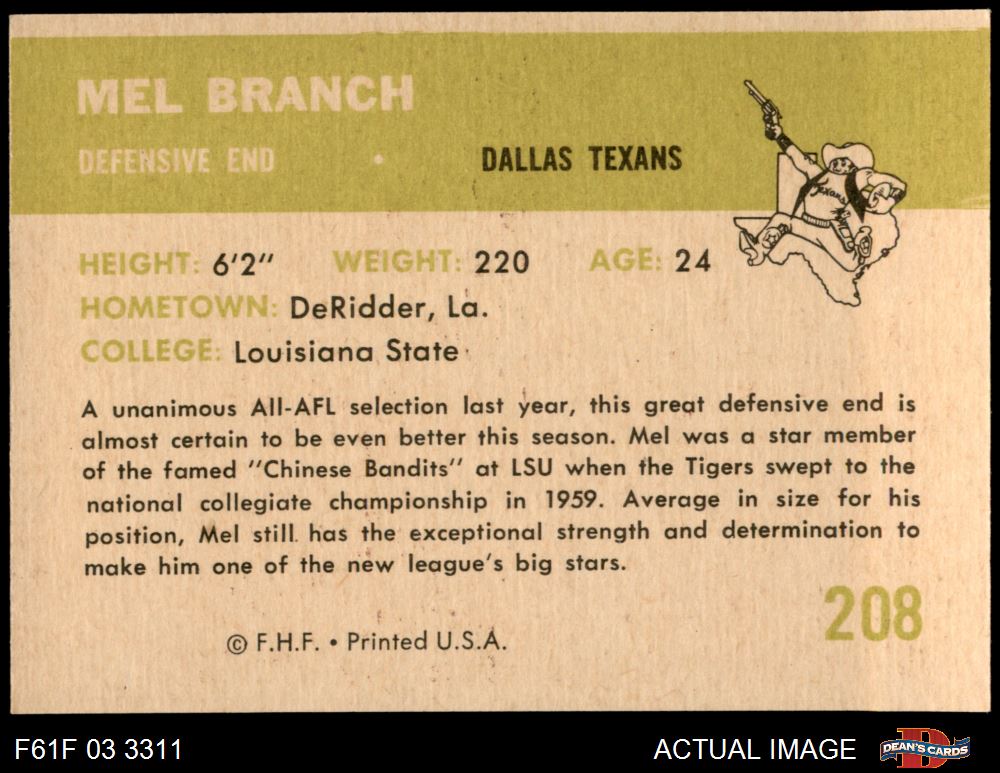 MEL BRANCH
DEFENSIVE END • DALLAS TEXANS
Texans
HEIGHT: 6'2" WEIGHT: 220 AGE: 24
HOMETOWN: DeRidder, La.
COLLEGE: Louisiana State
A unanimous All-AFL selection last year, this great defensive end is
almost certain to be even better this season. Mel was a star member
of the famed "Chinese Bandits" at LSU when the Tigers swept to the
national collegiate championship in 1959. Average in size for his
position, Mel still has the exceptional strength and determination to
make him one of the new league's big stars.
208
© F.H.F. • Printed U.S.A.
F61F 03 3311
ACTUAL IMAGE
D
DEAN'S CARDS